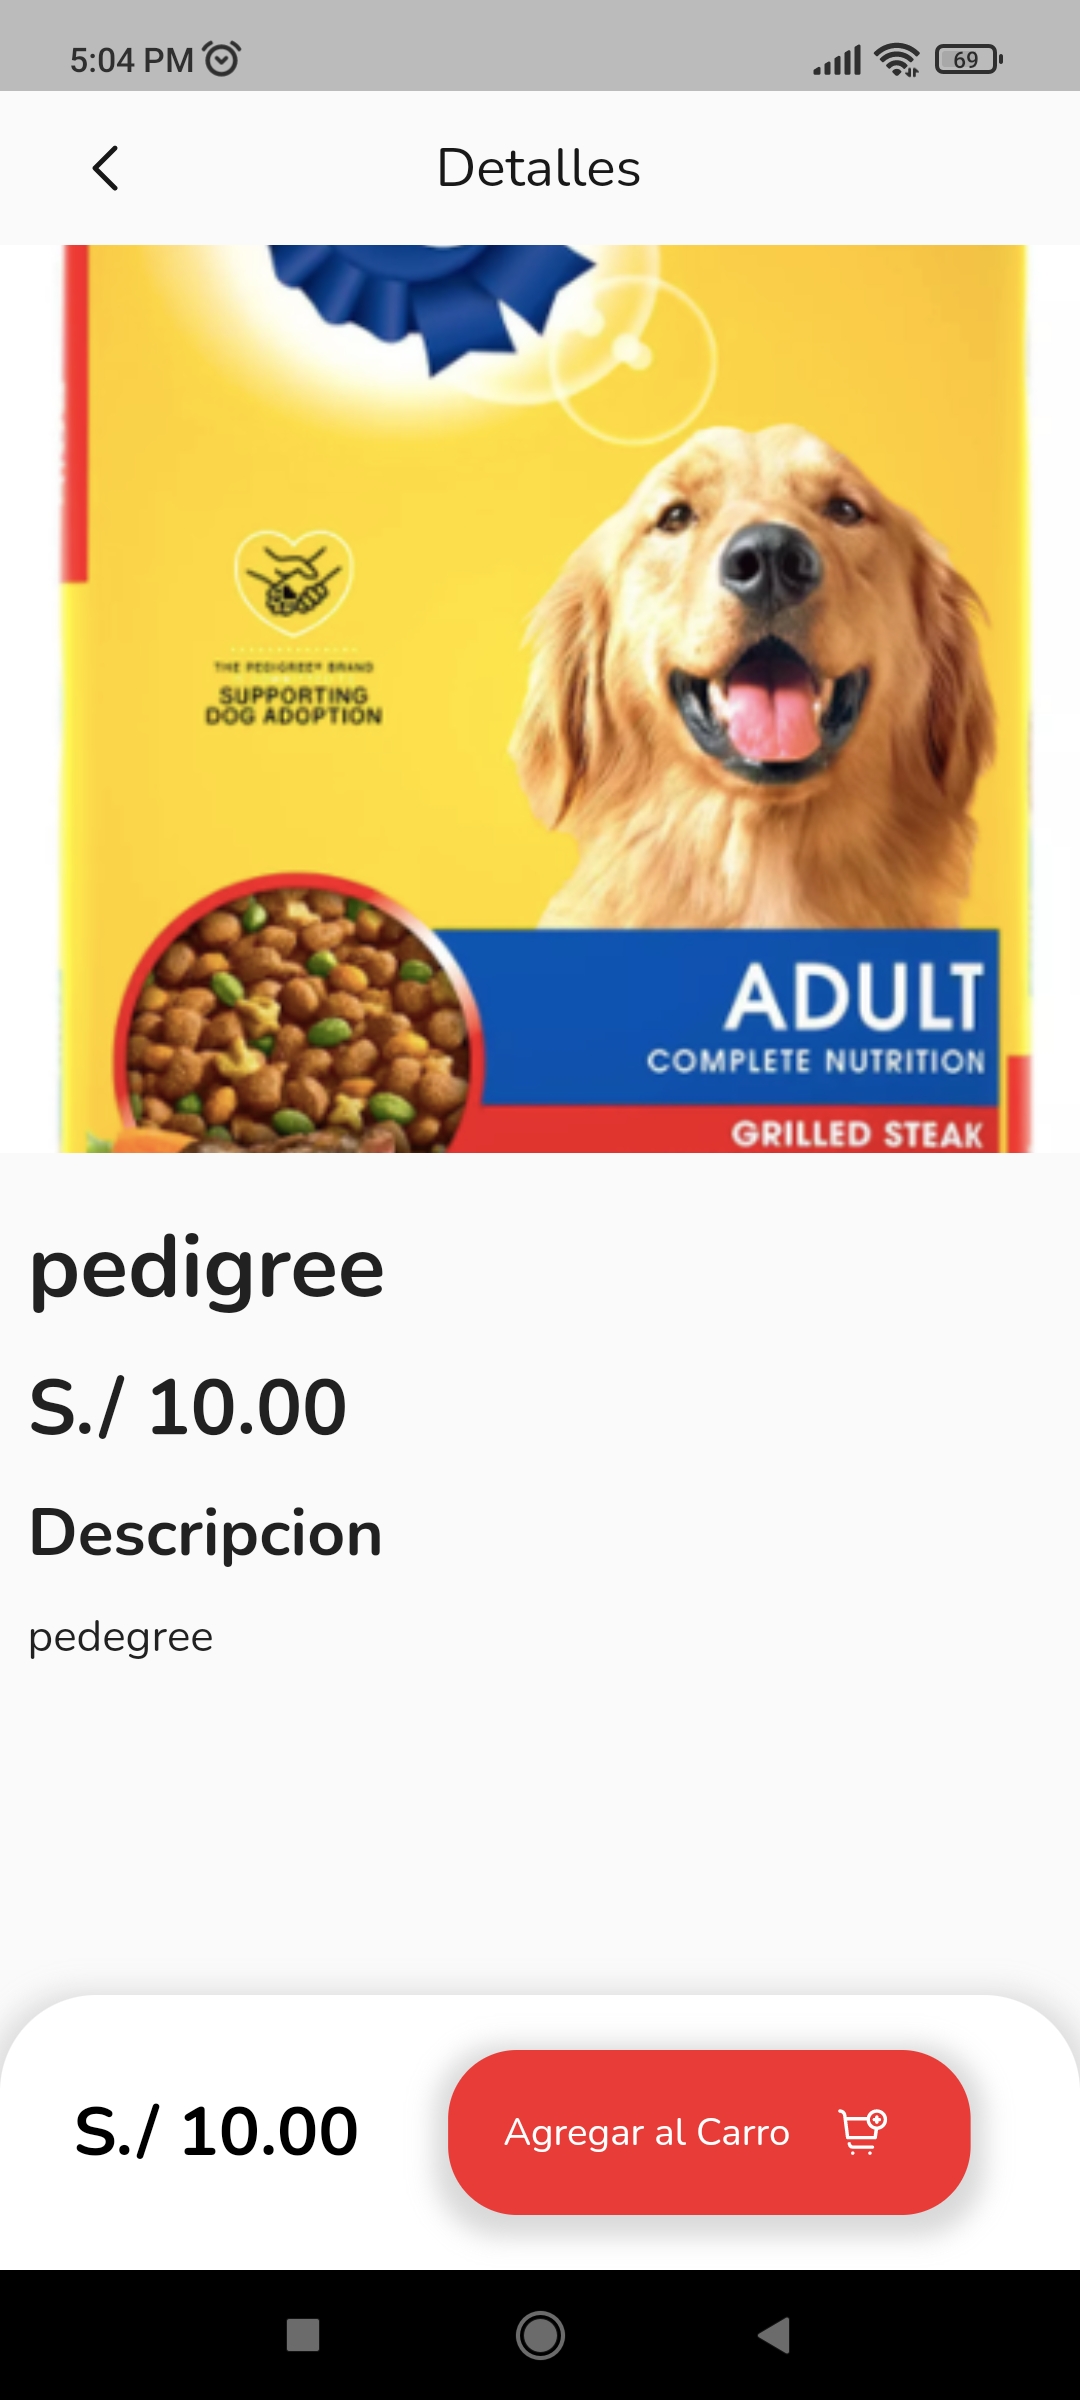 5:04 PM
69
Detalles
THE PEDIGREE® BRAND
SUPPORTING
DOG ADOPTION
ADULT
COMPLETE NUTRITION
GRILLED STEAK
pedigree
S./ 10.00
Descripcion
pedegree
S./ 10.00
Agregar al Carro